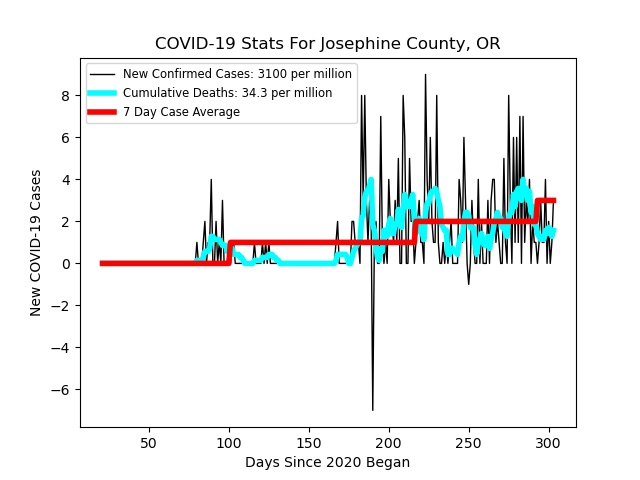 COVID-19 Stats For Josephine County, OR
New Confirmed Cases: 3100 per million
Cumulative Deaths: 34.3 per million
7 Day Case Average
New COVID-19 Cases
8
6
4
2
0
−2
−4
−6
50 100 150 200 250 300
Days Since 2020 Began